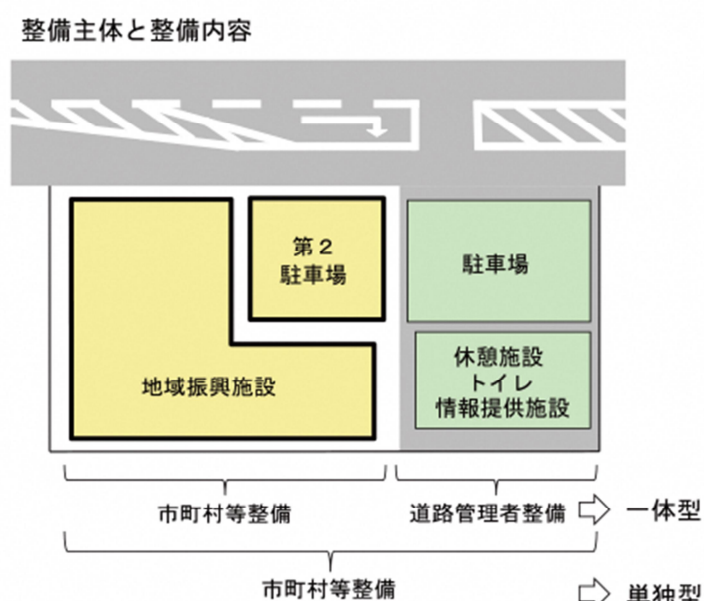 整備主体と整備内容
第２
駐車場
駐車場
地域振興施設
休憩施設
トイレ
情報提供施設
市町村等整備
道路管理者整備
一体型
市町村等整備
単独型